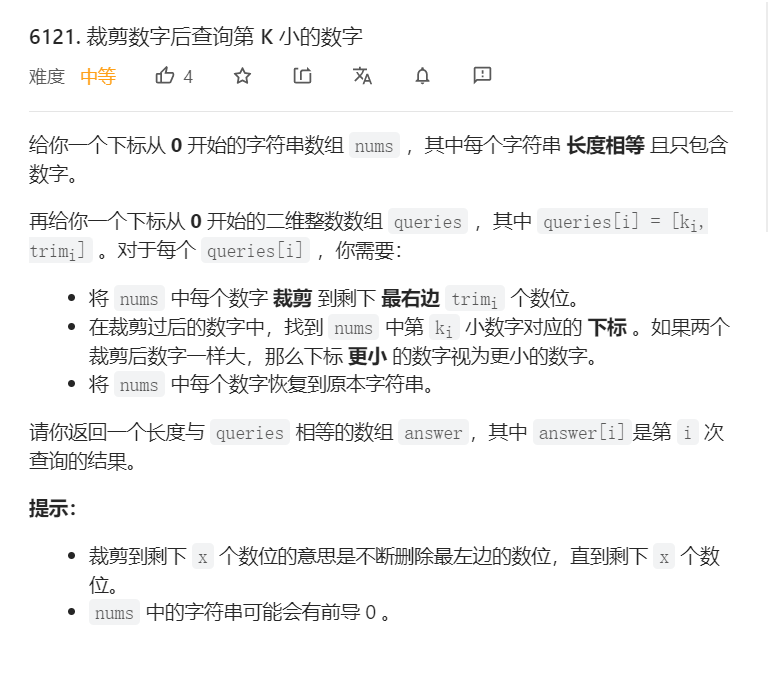 6121. 裁剪数字后查询第 K 小的数字
难度 中等 4
给你一个下标从 0 开始的字符串数组 nums ，其中每个字符串 长度相等 且只包含
数字。
再给你一个下标从 0 开始的二维整数数组 queries ，其中 queries[i] = [ki,
trimi] 。对于每个 queries[i] ，你需要：
• 将 nums 中每个数字 裁剪 到剩下 最右边 trimi 个数位。
• 在裁剪过后的数字中，找到 nums 中第 ki 小数字对应的 下标 。如果两个
裁剪后数字一样大，那么下标 更小 的数字视为更小的数字。
• 将 nums 中每个数字恢复到原本字符串。
请你返回一个长度与 queries 相等的数组 answer，其中 answer[i]是第 i 次
查询的结果。
提示：
• 裁剪到剩下 x 个数位的意思是不断删除最左边的数位，直到剩下 x 个数
位。
• nums 中的字符串可能会有前导 0 。